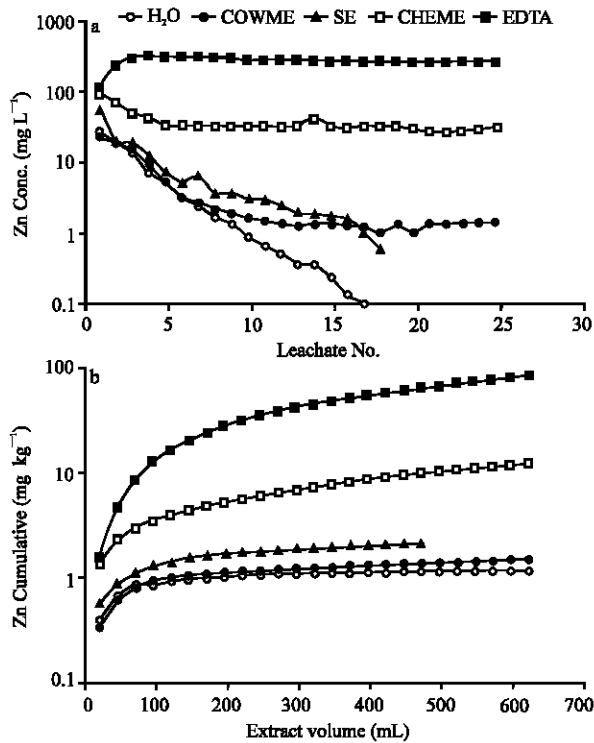 H₂O COWME SE CHEME EDTA
a
1000
100
10
1
0.1
Zn Conc. (mg L⁻¹)
0 5 10 15 20 25 30
Leachate No.
b
100
10
1
0.1
Zn Cumulative (mg kg⁻¹)
0 100 200 300 400 500 600 700
Extract volume (mL)